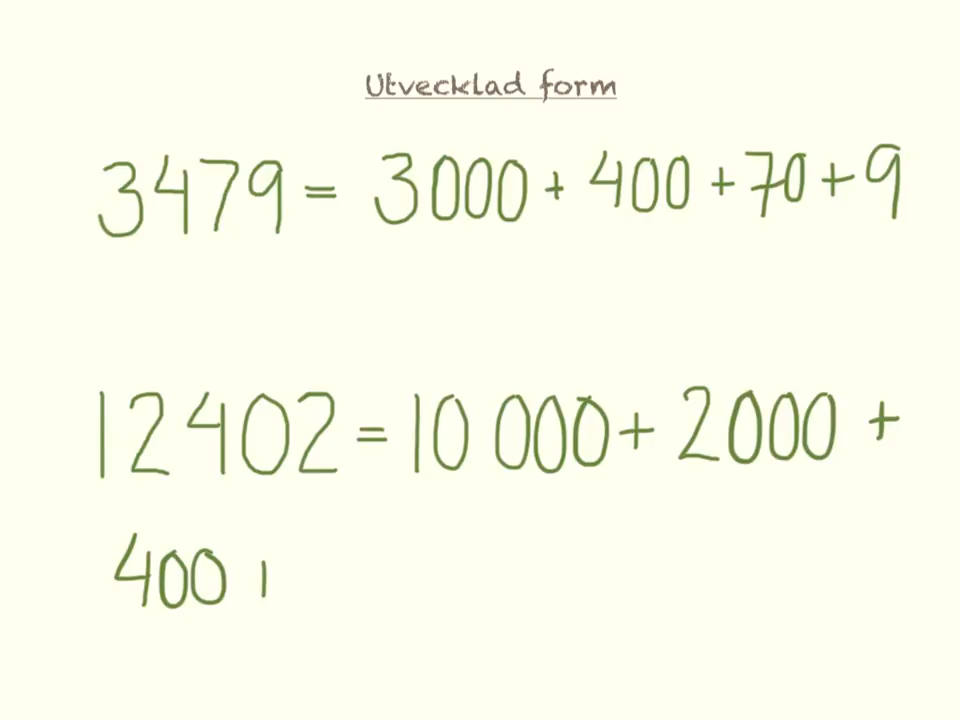 Utvecklad form
3479 = 3000 + 400 + 70 + 9
12402 = 10 000 + 2000 +
400 ı